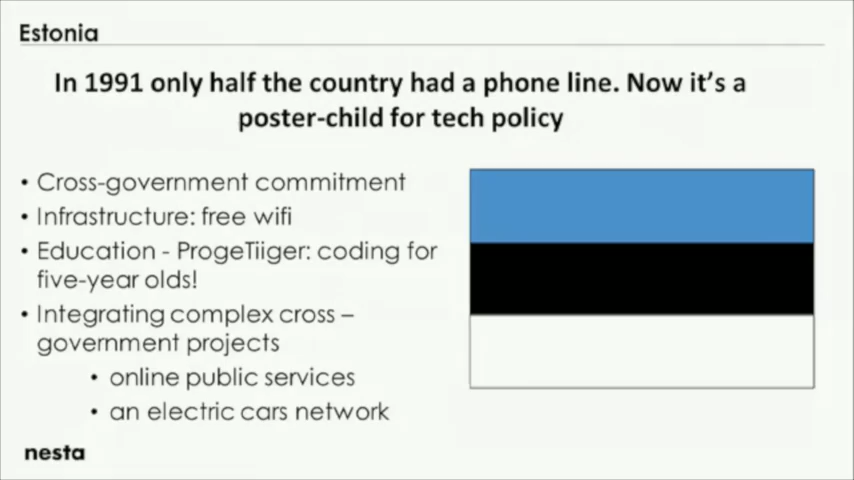 Estonia
In 1991 only half the country had a phone line. Now it's a
poster-child for tech policy
• Cross-government commitment
• Infrastructure: free wifi
• Education - ProgeTiiger: coding for
five-year olds!
• Integrating complex cross –
government projects
• online public services
• an electric cars network
nesta